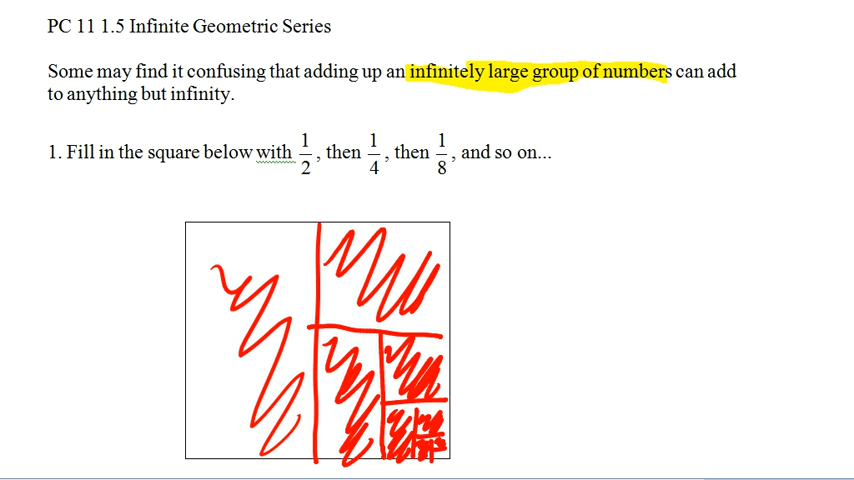 PC 11 1.5 Infinite Geometric Series
Some may find it confusing that adding up an infinitely large group of numbers can add
to anything but infinity.
1. Fill in the square below with 1/2, then 1/4, then 1/8, and so on...